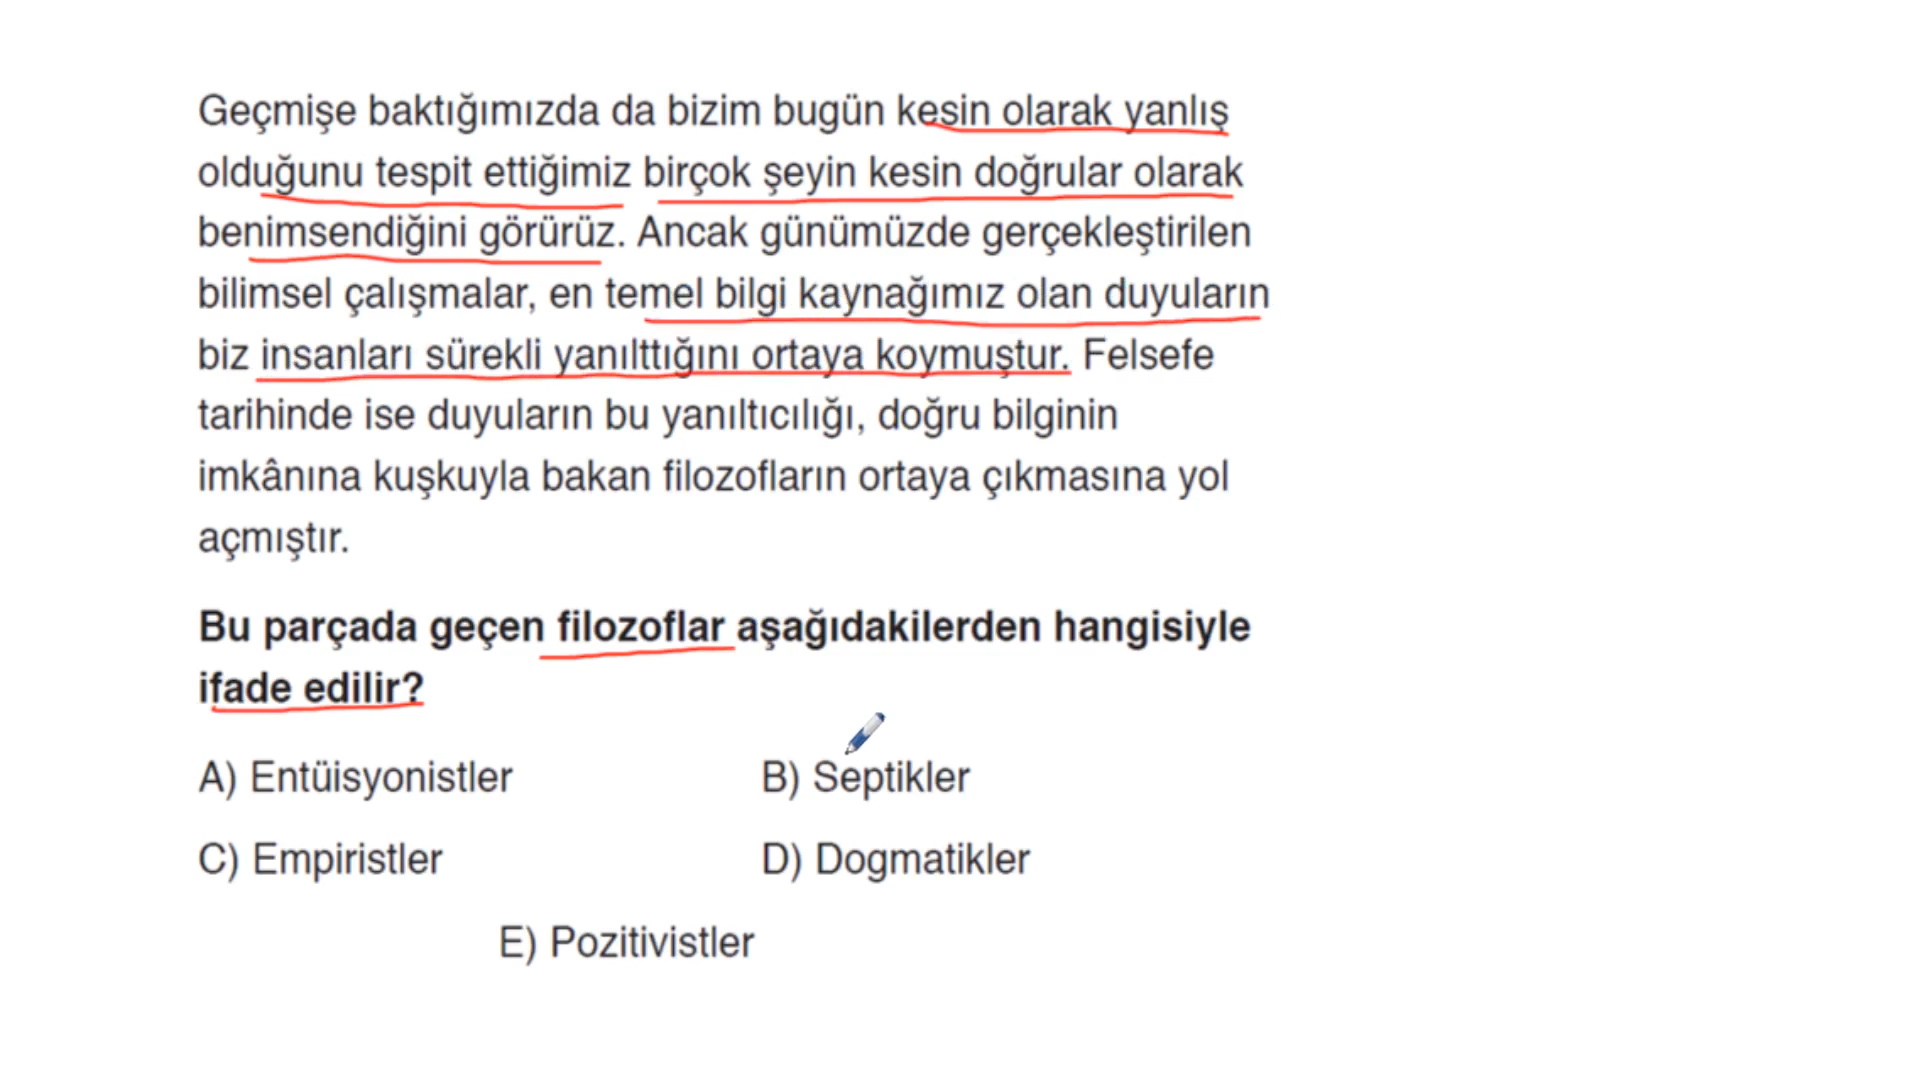 Geçmişe baktığımızda da bizim bugün kesin olarak yanlış
olduğunu tespit ettiğimiz birçok şeyin kesin doğrular olarak
benimsendiğini görürüz. Ancak günümüzde gerçekleştirilen
bilimsel çalışmalar, en temel bilgi kaynağımız olan duyuların
biz insanları sürekli yanılttığını ortaya koymuştur. Felsefe
tarihinde ise duyuların bu yanıltıcılığı, doğru bilginin
imkânına kuşkuyla bakan filozofların ortaya çıkmasına yol
açmıştır.
Bu parçada geçen filozoflar aşağıdakilerden hangisiyle
ifade edilir?
A) Entüisyonistler B) Septikler
C) Empiristler D) Dogmatikler
E) Pozitivistler